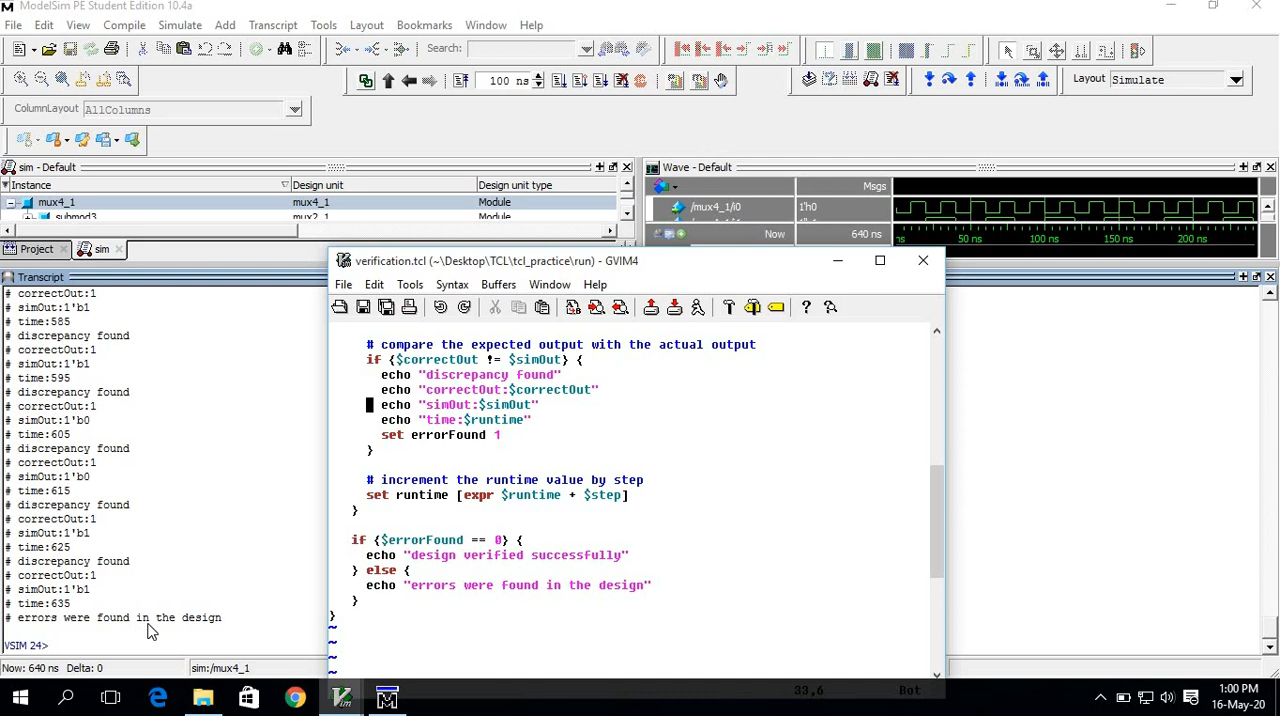 ModelSim PE Student Edition 10.4a
File Edit View Compile Simulate Add Transcript Tools Layout Bookmarks Window Help
Search:
100 ns
Layout Simulate
ColumnLayout AllColumns
sim - Default
Instance Design unit Design unit type
mux4_1 mux4_1 Module
submod3 mux2_1 Module
Project sim
Wave - Default
Msgs
/mux4_1/i0 1'h0
Now 640 ns
ns 50 ns 100 ns 150 ns 200 ns
Transcript
# correctOut:1
# simOut:1'b1
# time:585
# discrepancy found
# correctOut:1
# simOut:1'b1
# time:595
# discrepancy found
# correctOut:1
# simOut:1'b0
# time:605
# discrepancy found
# correctOut:1
# simOut:1'b0
# time:615
# discrepancy found
# correctOut:1
# simOut:1'b1
# time:625
# discrepancy found
# correctOut:1
# simOut:1'b1
# time:635
# errors were found in the design
VSIM 24>
verification.tcl (~\Desktop\TCL\tcl_practice\run) - GVIM4
File Edit Tools Syntax Buffers Window Help
# compare the expected output with the actual output
if {$correctOut != $simOut} {
echo "discrepancy found"
echo "correctOut:$correctOut"
echo "simOut:$simOut"
echo "time:$runtime"
set errorFound 1
}
# increment the runtime value by step
set runtime [expr $runtime + $step]
}
if {$errorFound == 0} {
echo "design verified successfully"
} else {
echo "errors were found in the design"
}
}
~
~
~
~
33,6 Bot
Now: 640 ns Delta: 0 sim:/mux4_1
1:00 PM
16-May-20